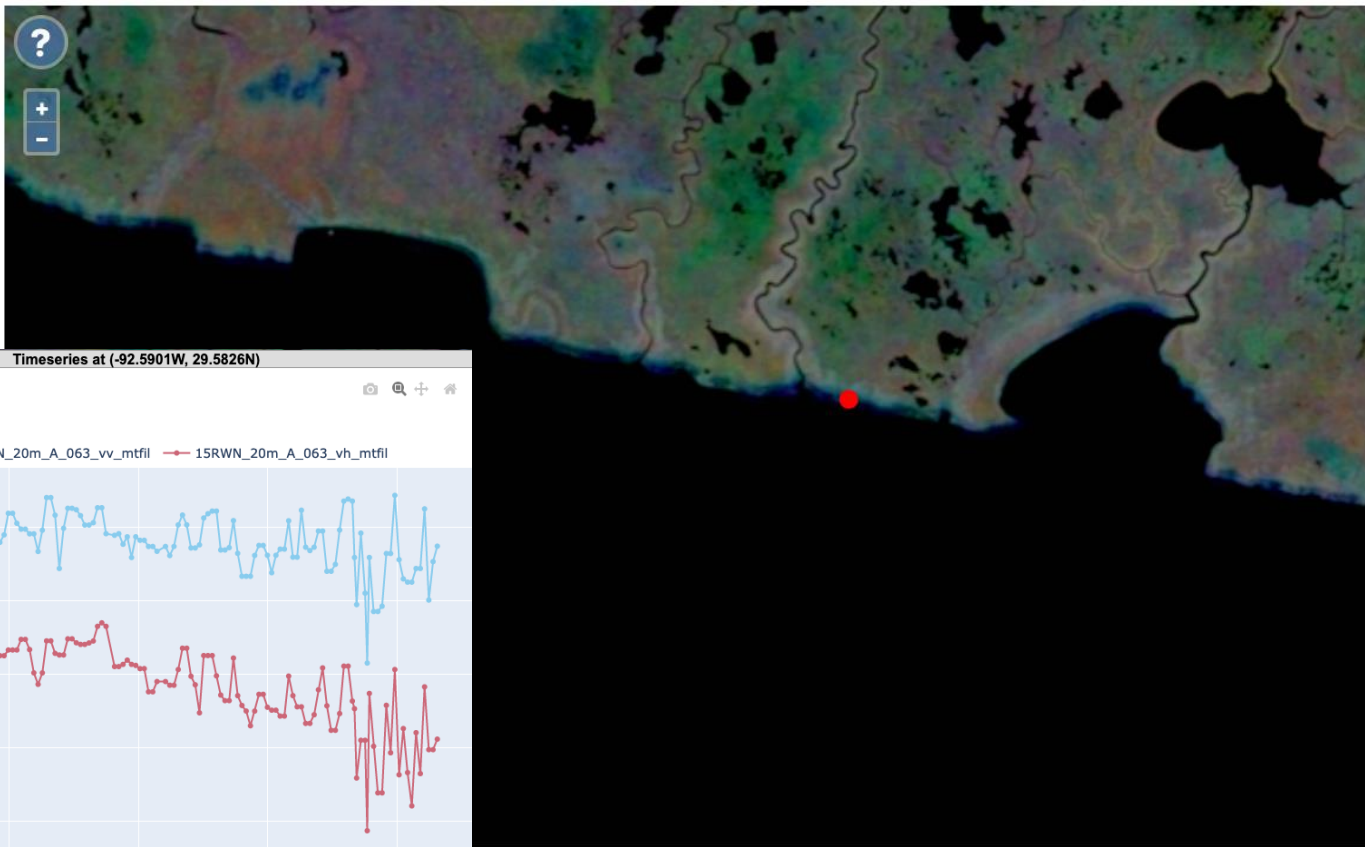 ?
+
−
Timeseries at (-92.5901W, 29.5826N)
N_20m_A_063_vv_mtfil 15RWN_20m_A_063_vh_mtfil